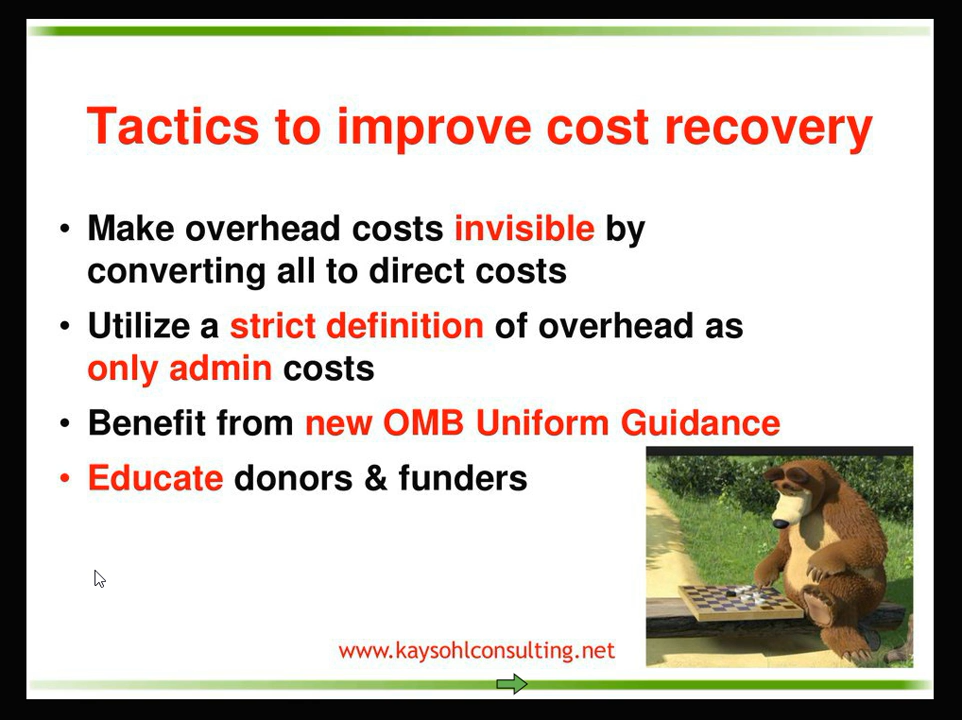 Tactics to improve cost recovery
• Make overhead costs invisible by
converting all to direct costs
• Utilize a strict definition of overhead as
only admin costs
• Benefit from new OMB Uniform Guidance
• Educate donors & funders
www.kaysohlconsulting.net